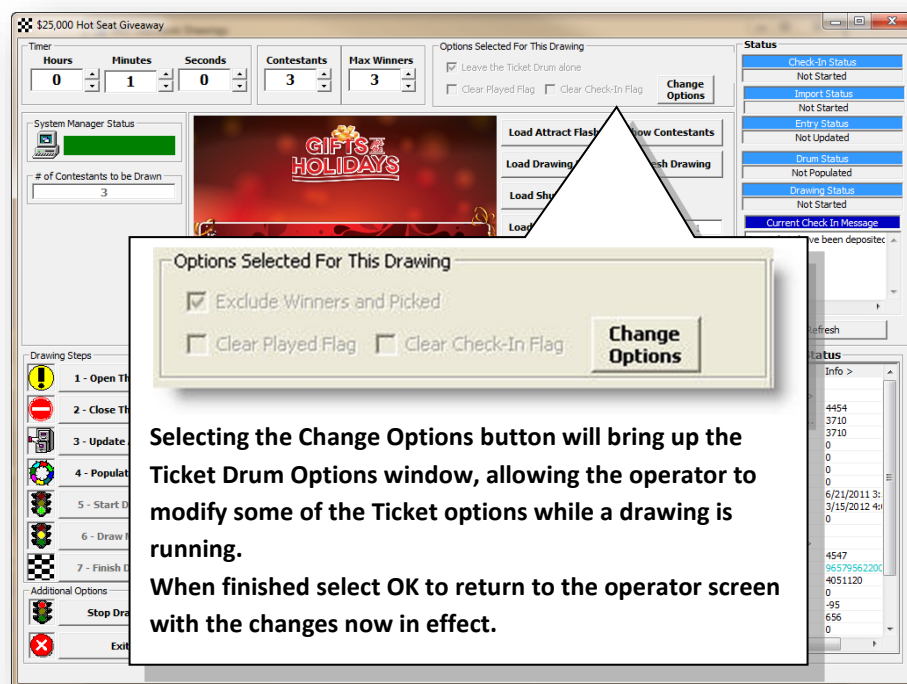 $25,000 Hot Seat Giveaway
Timer
Hours Minutes Seconds
0 1 0
Contestants Max Winners
3 3
Options Selected For This Drawing
Leave the Ticket Drum alone
Clear Played Flag Clear Check-In Flag
Change
Options
Status
Check-In Status
Not Started
Import Status
Not Started
Entry Status
Not Updated
Drum Status
Not Populated
Drawing Status
Not Started
Current Check In Message
been deposited
System Manager Status
# of Contestants to be Drawn
3
GIFTS OF THE
HOLIDAYS
Load Attract Flash Contestants
Load Drawing Drawing
Load
Options Selected For This Drawing
Exclude Winners and Picked
Clear Played Flag Clear Check-In Flag
Change
Options
Selecting the Change Options button will bring up the
Ticket Drum Options window, allowing the operator to
modify some of the Ticket options while a drawing is
running.
When finished select OK to return to the operator screen
with the changes now in effect.
Drawing Steps
1 - Open
2 - Close
3 - Update
4 -
5 - Start
6 - Draw
7 - Finish
Additional Options
Stop
Exit
Info >
4454
3710
3710
0
0
0
6/21/2011 3:
3/15/2012 4:
0
4547
96579562200
4051120
0
-95
656
0